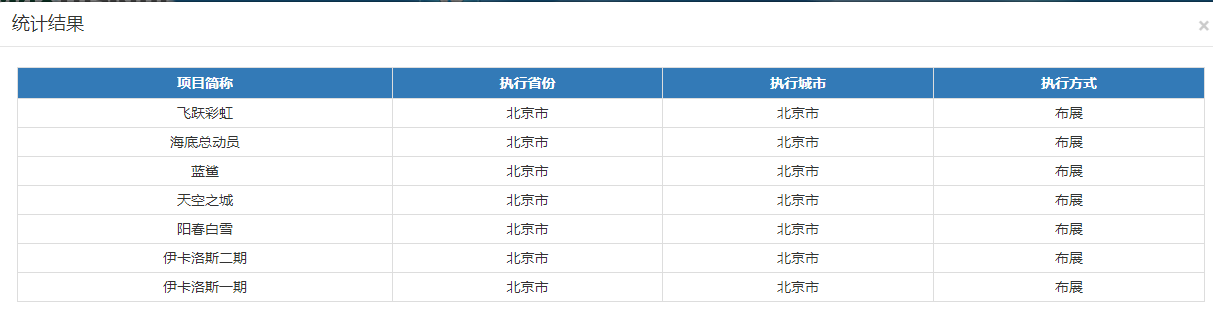 统计结果
×
项目简称 执行省份 执行城市 执行方式
飞跃彩虹 北京市 北京市 布展
海底总动员 北京市 北京市 布展
蓝鲨 北京市 北京市 布展
天空之城 北京市 北京市 布展
阳春白雪 北京市 北京市 布展
伊卡洛斯二期 北京市 北京市 布展
伊卡洛斯一期 北京市 北京市 布展